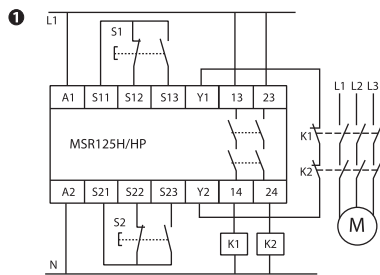 1
L1
S1
A1 S11 S12 S13 Y1 13 23
L1 L2 L3
MSR125H/HP
K1
K2
A2 S21 S22 S23 Y2 14 24
S2
K1 K2
M
N